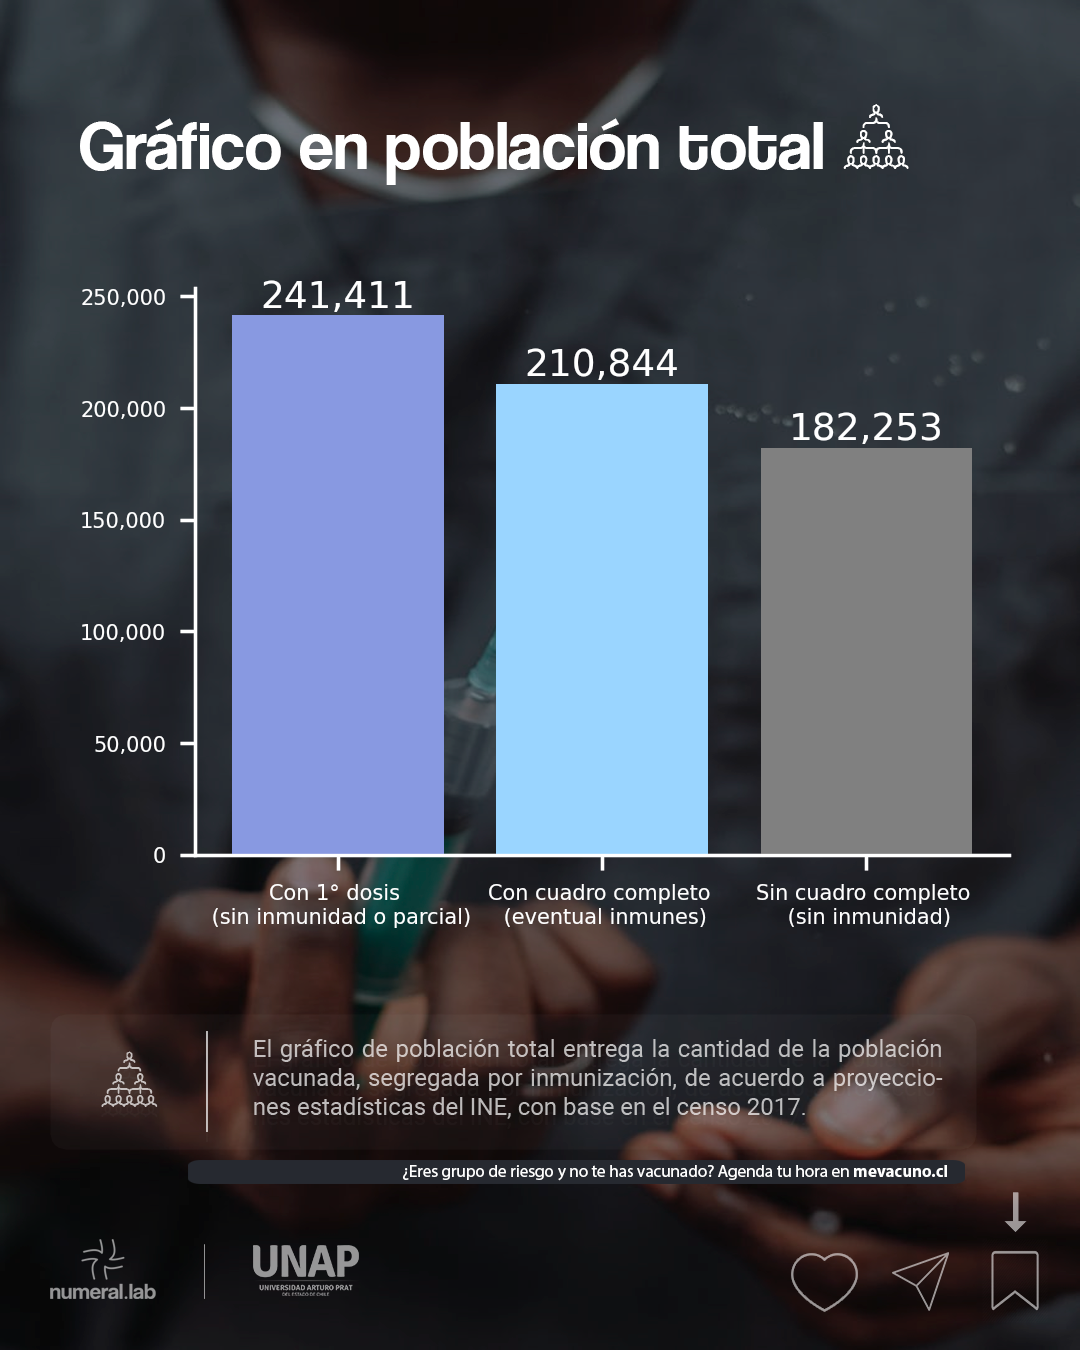 Gráfico en población total
250,000
200,000
150,000
100,000
50,000
0
241,411
210,844
182,253
Con 1° dosis
(sin inmunidad o parcial)
Con cuadro completo
(eventual inmunes)
Sin cuadro completo
(sin inmunidad)
El gráfico de población total entrega la cantidad de la población
vacunada, segregada por inmunización, de acuerdo a proyeccio-
nes estadísticas del INE, con base en el censo 2017.
¿Eres grupo de riesgo y no te has vacunado? Agenda tu hora en mevacuno.cl
numeral.lab
UNAP
UNIVERSIDAD ARTURO PRAT
DEL ESTADO DE CHILE